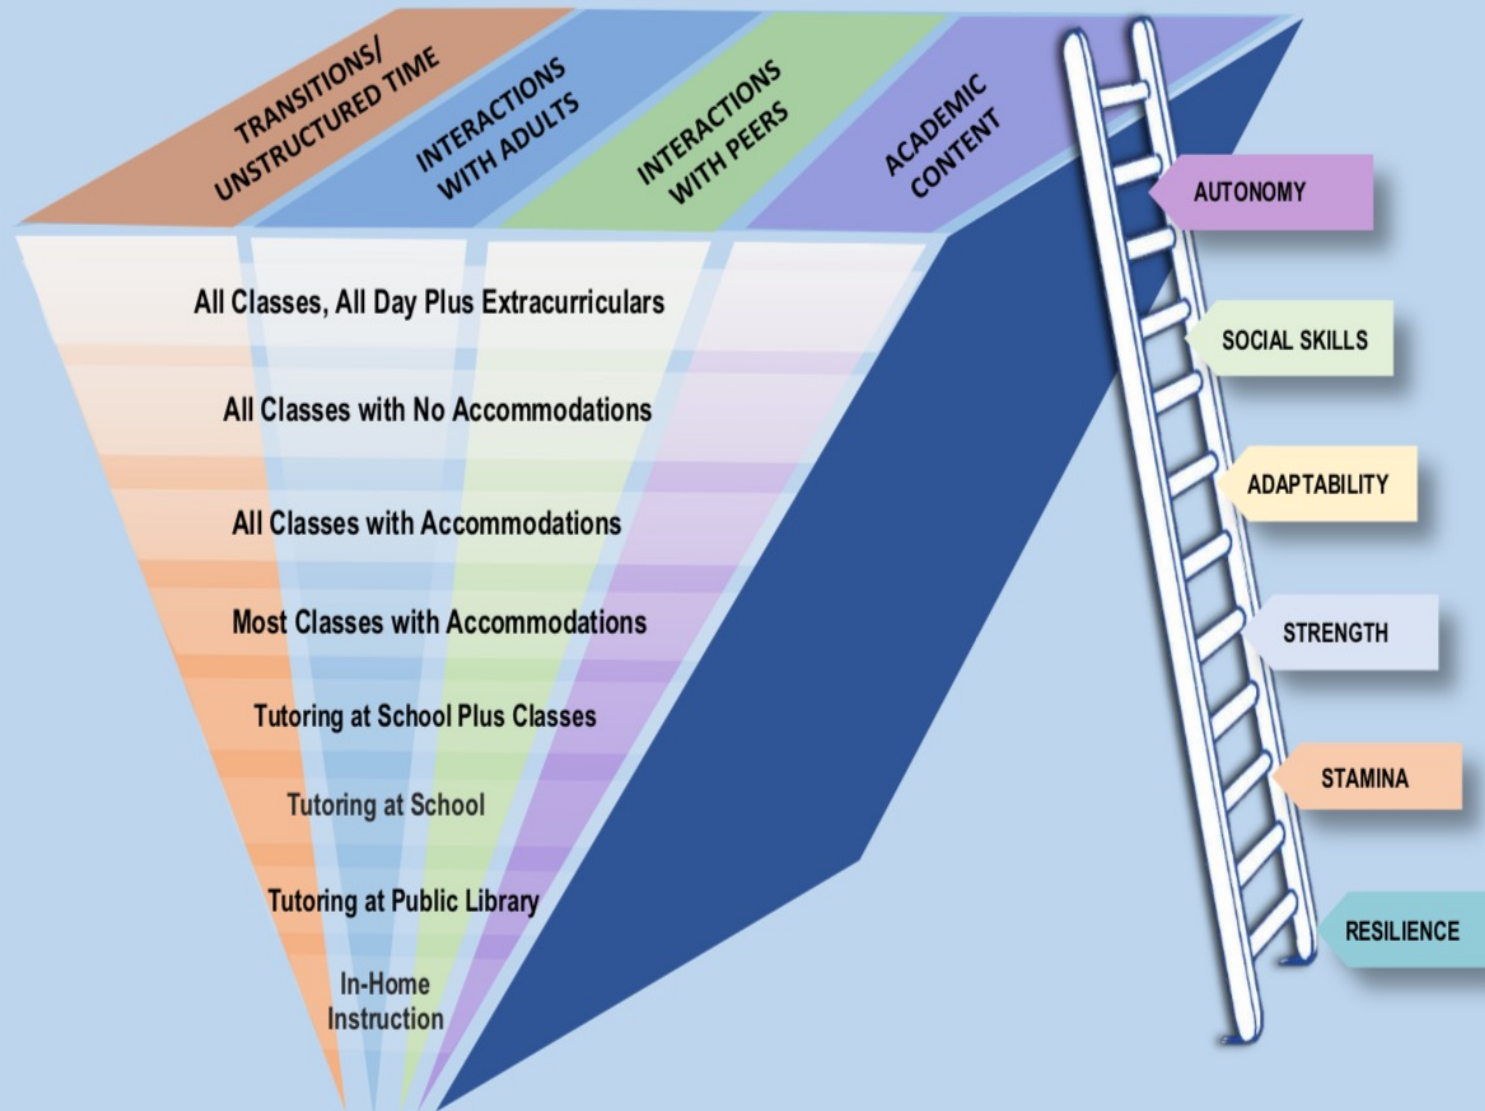 TRANSITIONS/
UNSTRUCTURED TIME
INTERACTIONS
WITH ADULTS
INTERACTIONS
WITH PEERS
ACADEMIC
CONTENT
All Classes, All Day Plus Extracurriculars
All Classes with No Accommodations
All Classes with Accommodations
Most Classes with Accommodations
Tutoring at School Plus Classes
Tutoring at School
Tutoring at Public Library
In-Home
Instruction
AUTONOMY
SOCIAL SKILLS
ADAPTABILITY
STRENGTH
STAMINA
RESILIENCE